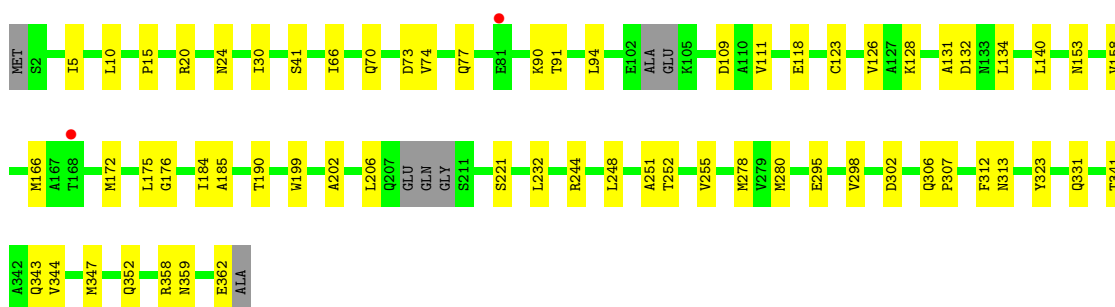 MET S2 I5 L10 P15 R20 N24 I30 S41 I66 Q70 D73 V74 Q77 E81 K90 T91 L94 E102 ALA GLU K105 D109 A110 V111 E118 C123 V126 A127 K128 A131 D132 N133 L134 L140 N153
M166 A167 T168 M172 L175 G176 I184 A185 T190 W199 A202 L206 Q207 GLU GLN GLY S211 S221 L232 R244 L248 A251 T252 V255 M278 V279 M280 E295 V298 D302 Q306 P307 F312 N313 Y323 Q331 T341
A342 Q343 V344 M347 Q352 R358 N359 E362 ALA